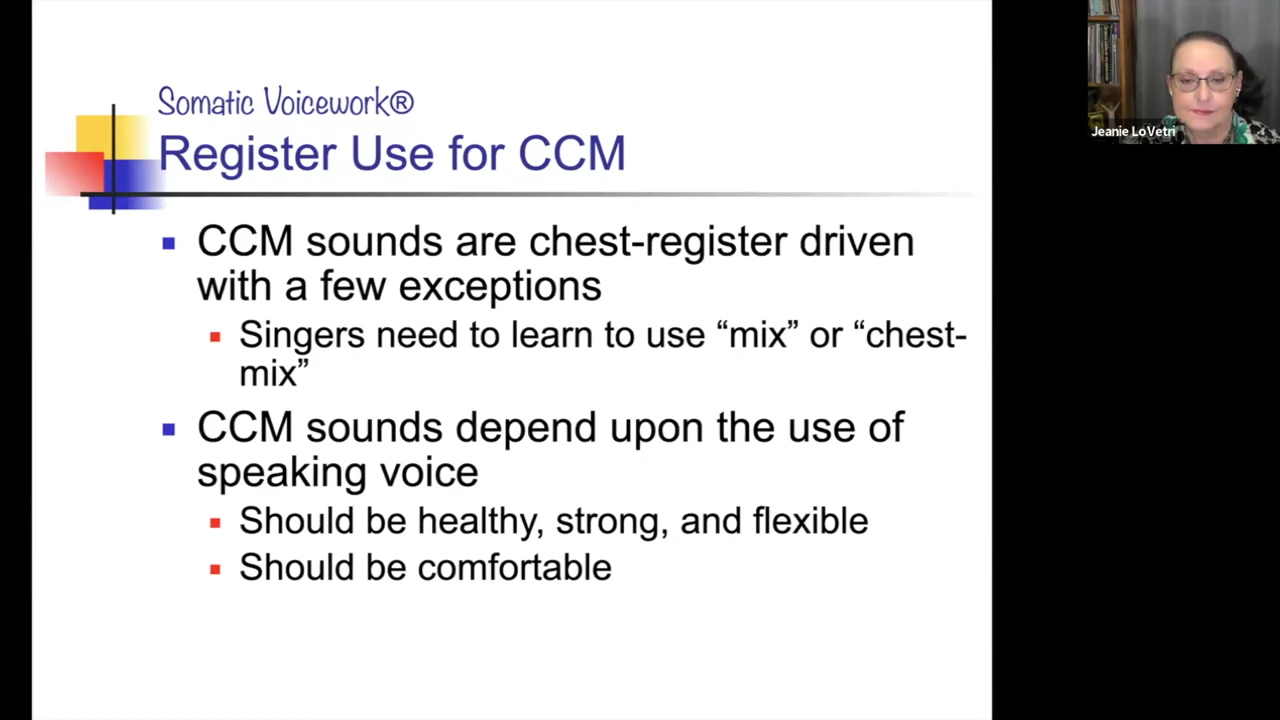 Somatic Voicework®
Register Use for CCM
CCM sounds are chest-register driven
with a few exceptions
Singers need to learn to use “mix” or “chest-
mix”
CCM sounds depend upon the use of
speaking voice
Should be healthy, strong, and flexible
Should be comfortable
Jeanie LoVetri